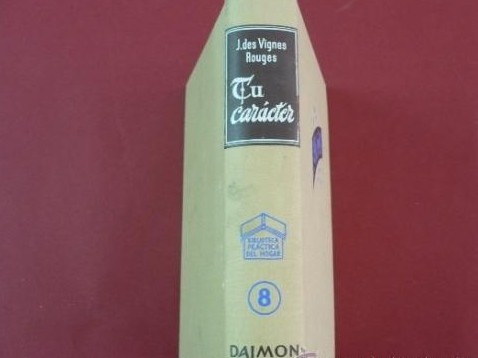 J. des Vignes
Rouges
Tu
carácter
BIBLIOTECA
PRÁCTICA
DEL HOGAR
8
DAIMON